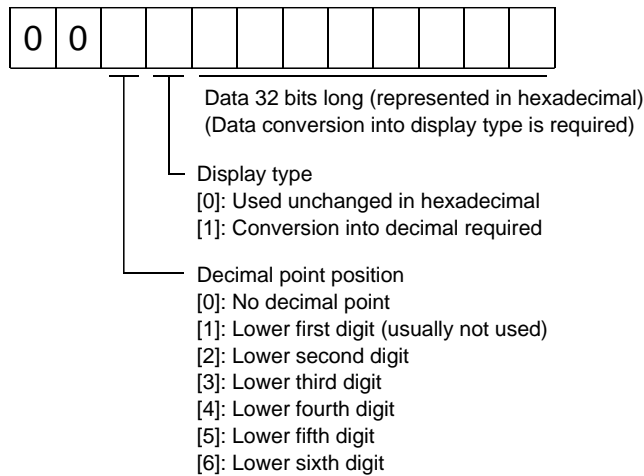 0 0
Data 32 bits long (represented in hexadecimal)
(Data conversion into display type is required)
Display type
[0]: Used unchanged in hexadecimal
[1]: Conversion into decimal required
Decimal point position
[0]: No decimal point
[1]: Lower first digit (usually not used)
[2]: Lower second digit
[3]: Lower third digit
[4]: Lower fourth digit
[5]: Lower fifth digit
[6]: Lower sixth digit